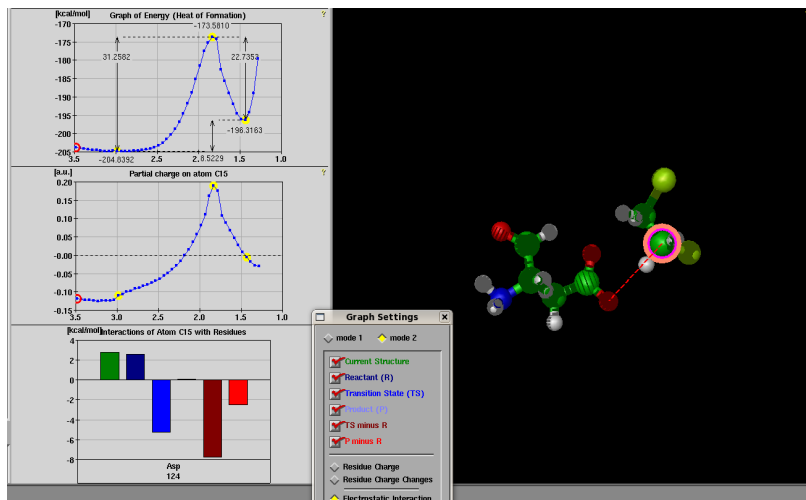 [kcal/mol] Graph of Energy (Heat of Formation) ?
-170
-173.5810
-175
-180
31.2582 22.7353
-185
-190
-195
-196.3163
-200
-205
-204.8392 8.5229
3.5 2.5 2.0 1.5 1.0
[a.u.] Partial charge on atom C15 ?
0.20
0.15
0.10
0.05
-0.00
-0.05
-0.10
-0.15
3.5 3.0 2.5 2.0 1.5 1.0
[kcal/mol] Interactions of Atom C15 with Residues
4
2
0
-2
-4
-6
-8
Asp
124
Graph Settings
mode 1 mode 2
Current Structure
Reactant (R)
Transition State (TS)
Product (P)
TS minus R
P minus R
Residue Charge
Residue Charge Changes
Electrostatic Interaction